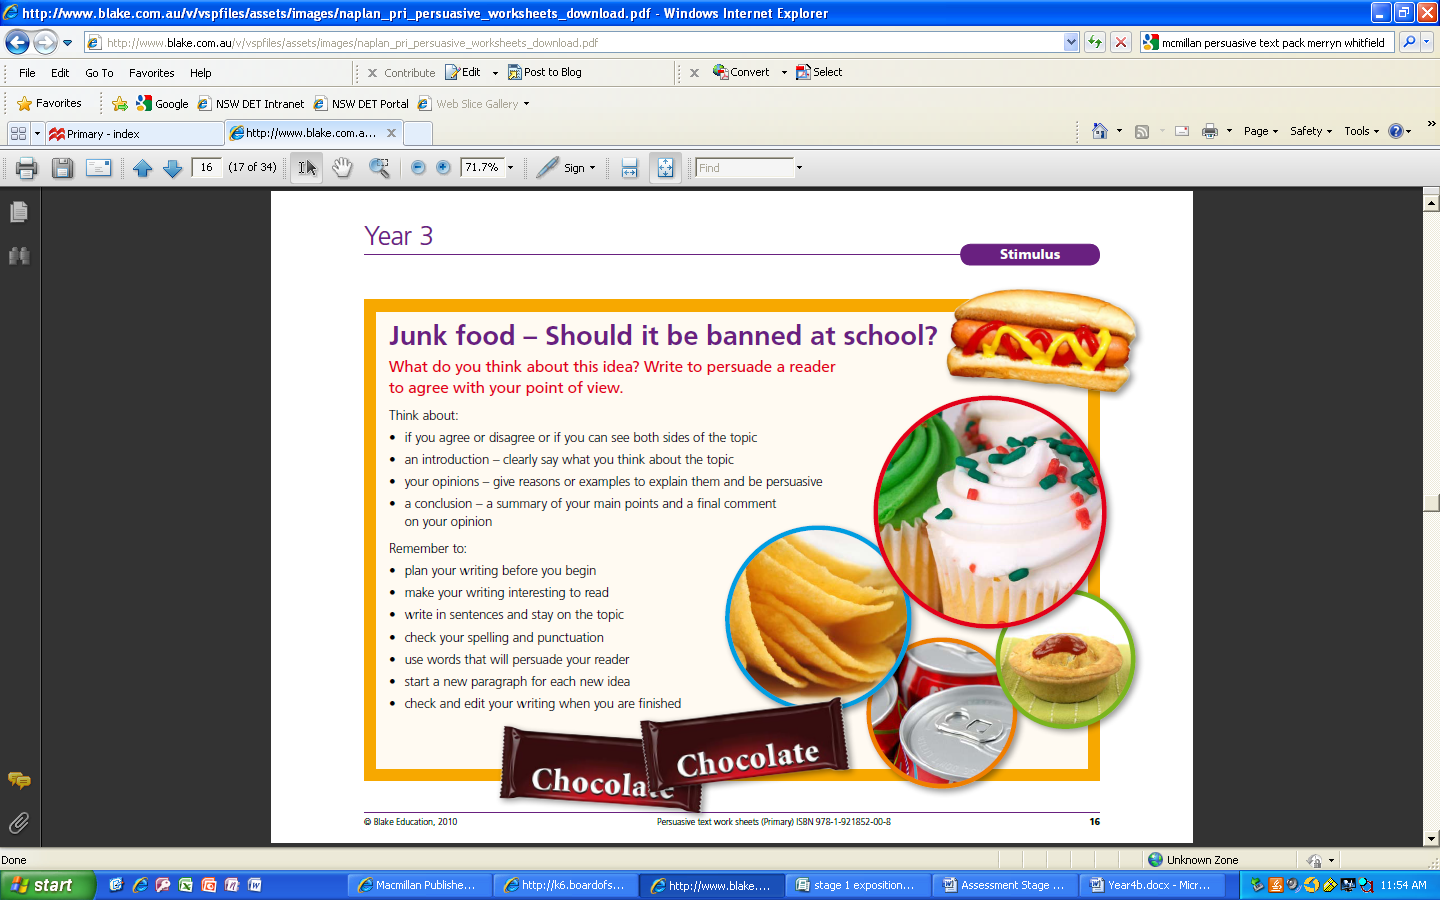 http://www.blake.com.au/v/vspfiles/assets/images/naplan_pri_persuasive_worksheets_download.pdf - Windows Internet Explorer
http://www.blake.com.au/v/vspfiles/assets/images/naplan_pri_persuasive_worksheets_download.pdf
mcmillan persuasive text pack merryn whitfield
File Edit Go To Favorites Help
Contribute Edit Post to Blog
Convert Select
Favorites Google NSW DET Intranet NSW DET Portal Web Slice Gallery
Primary - index
http://www.blake.com.a...
Page Safety Tools
16 (17 of 34) 71.7% Sign Find
Year 3
Stimulus
Junk food – Should it be banned at school?
What do you think about this idea? Write to persuade a reader
to agree with your point of view.
Think about:
• if you agree or disagree or if you can see both sides of the topic
• an introduction – clearly say what you think about the topic
• your opinions – give reasons or examples to explain them and be persuasive
• a conclusion – a summary of your main points and a final comment
on your opinion
Remember to:
• plan your writing before you begin
• make your writing interesting to read
• write in sentences and stay on the topic
• check your spelling and punctuation
• use words that will persuade your reader
• start a new paragraph for each new idea
• check and edit your writing when you are finished
Chocolate
Chocolate
© Blake Education, 2010 Persuasive text work sheets (Primary) ISBN 978-1-921852-00-8 16
Done
Unknown Zone
start
Macmillan Publishe...
http://k6.boardofs...
http://www.blake....
stage 1 exposition...
Assessment Stage ...
Year4b.docx - Micr...
11:54 AM